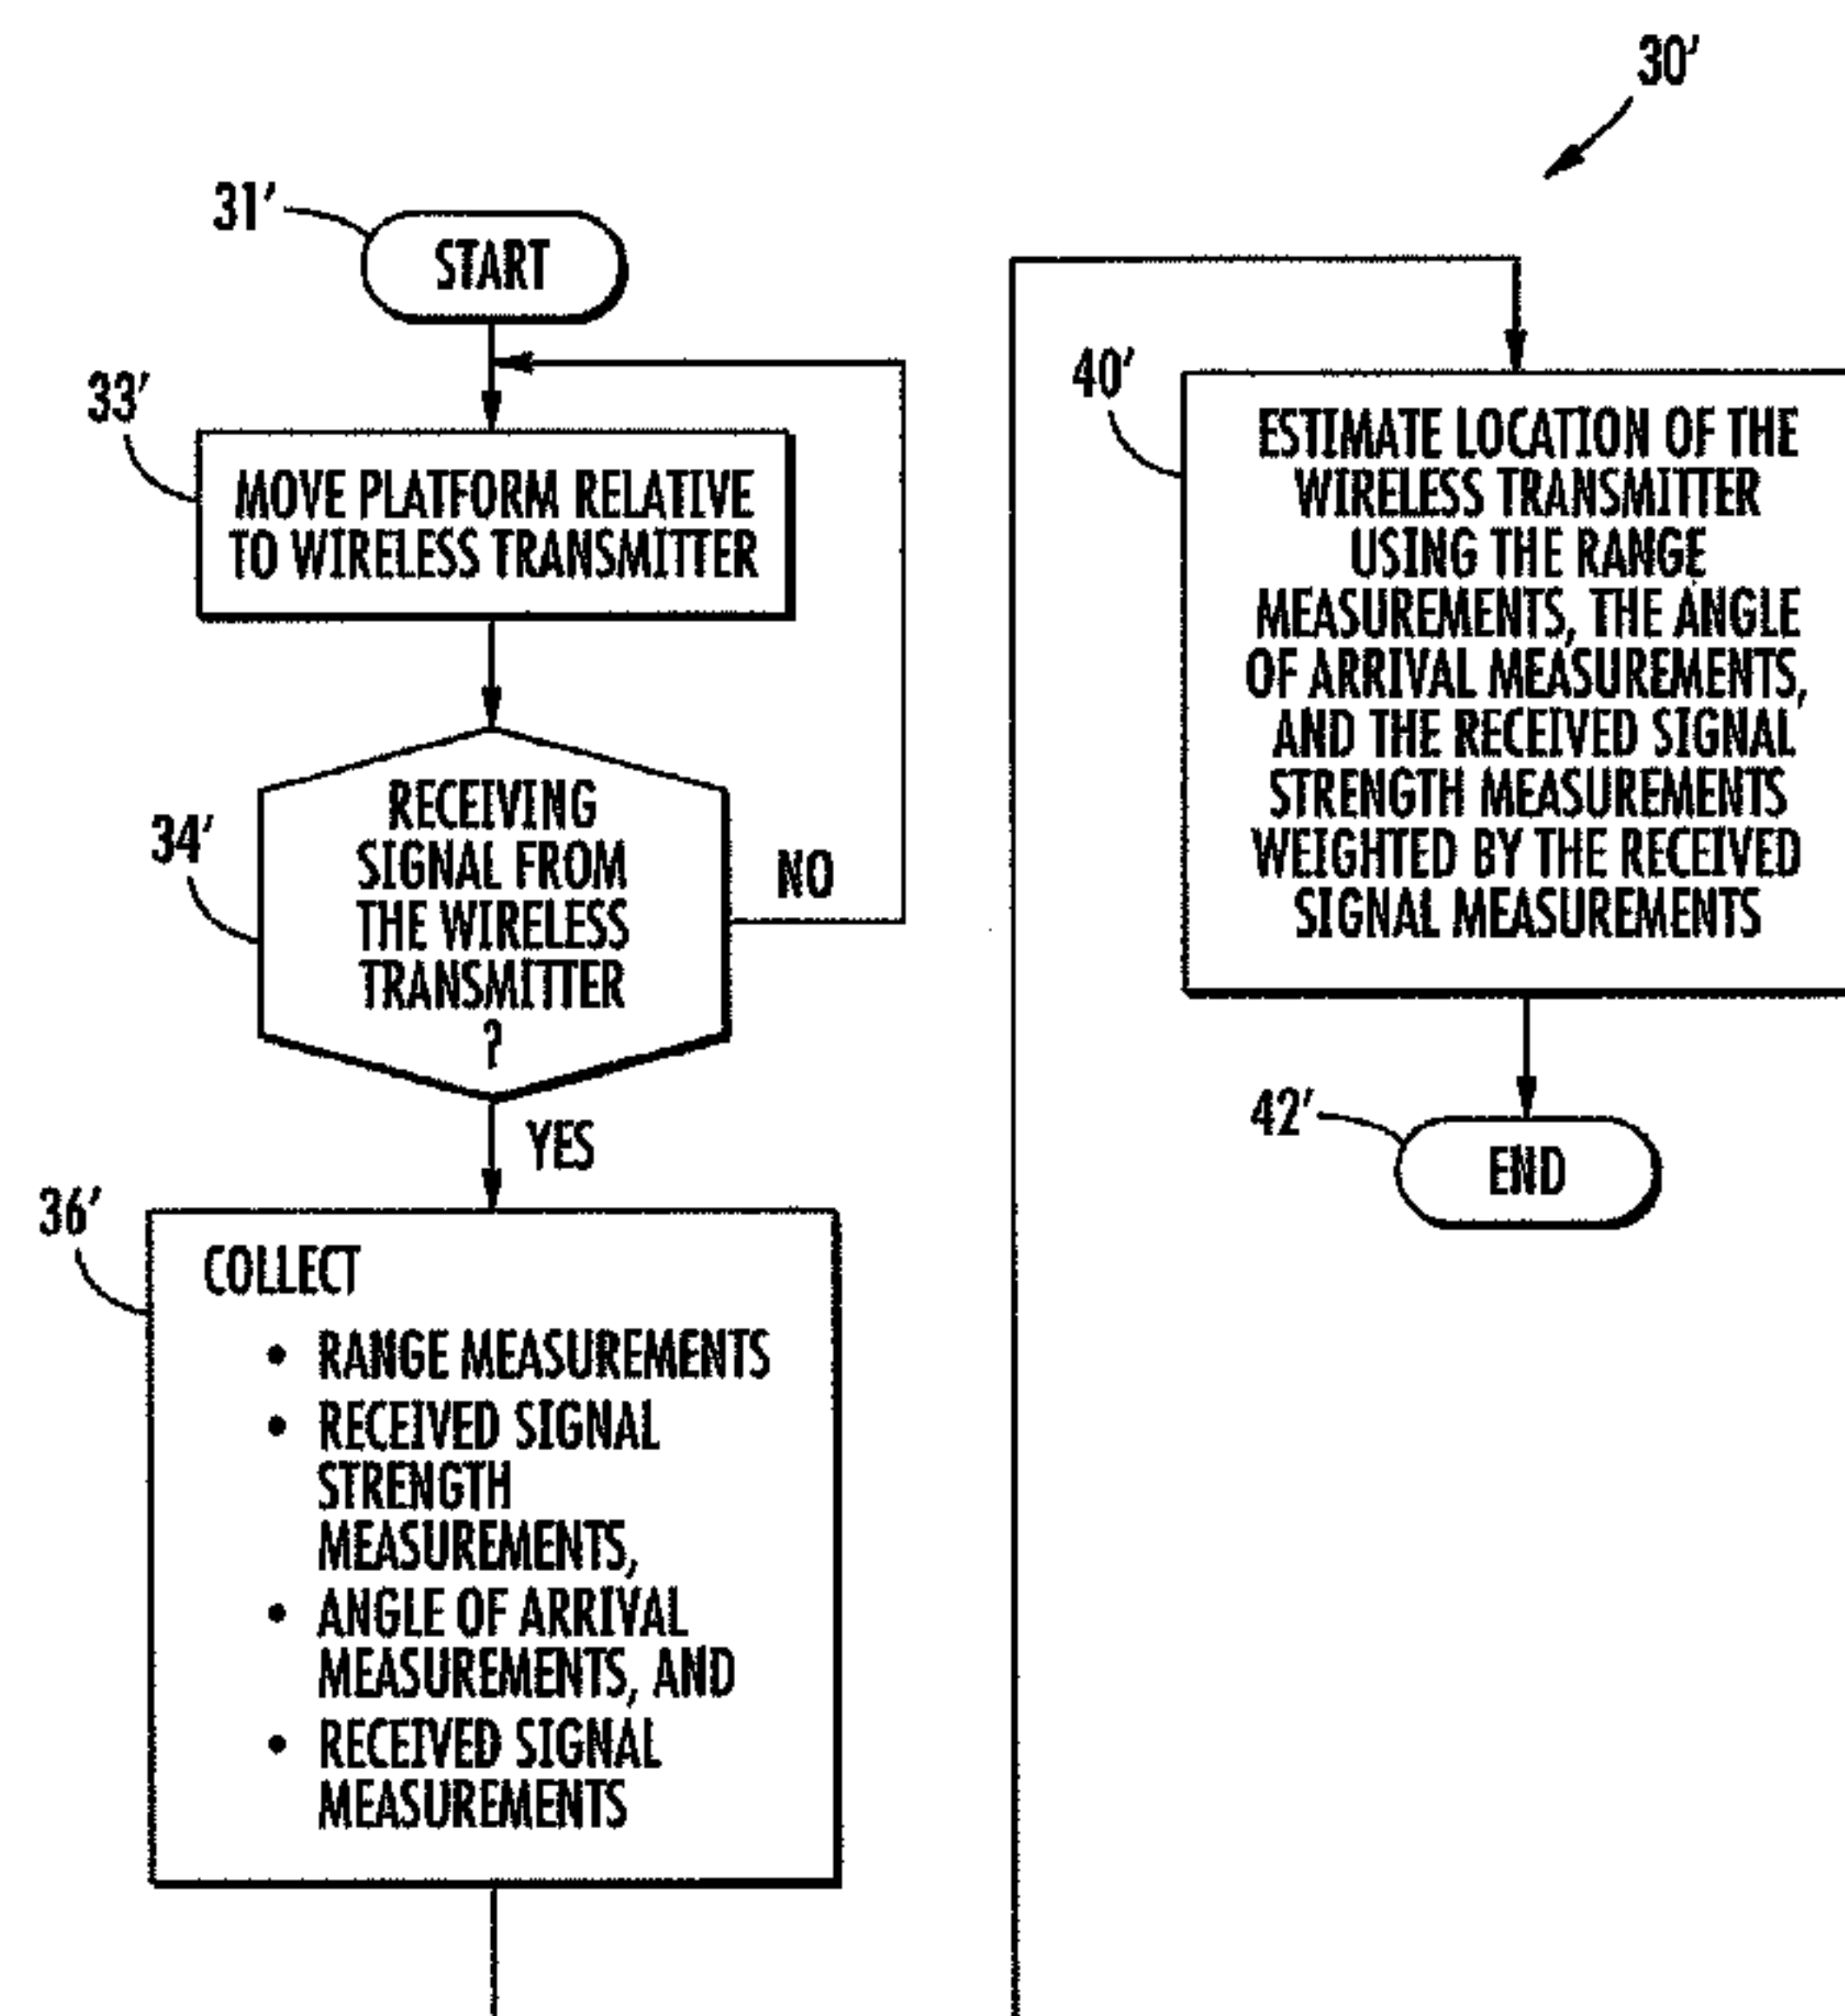 30′
31′
START
33′
MOVE PLATFORM RELATIVE
TO WIRELESS TRANSMITTER
34′
RECEIVING
SIGNAL FROM
THE WIRELESS
TRANSMITTER
?
NO
YES
36′
COLLECT
• RANGE MEASUREMENTS
• RECEIVED SIGNAL
STRENGTH
MEASUREMENTS,
• ANGLE OF ARRIVAL
MEASUREMENTS, AND
• RECEIVED SIGNAL
MEASUREMENTS
40′
ESTIMATE LOCATION OF THE
WIRELESS TRANSMITTER
USING THE RANGE
MEASUREMENTS, THE ANGLE
OF ARRIVAL MEASUREMENTS,
AND THE RECEIVED SIGNAL
STRENGTH MEASUREMENTS
WEIGHTED BY THE RECEIVED
SIGNAL MEASUREMENTS
42′
END